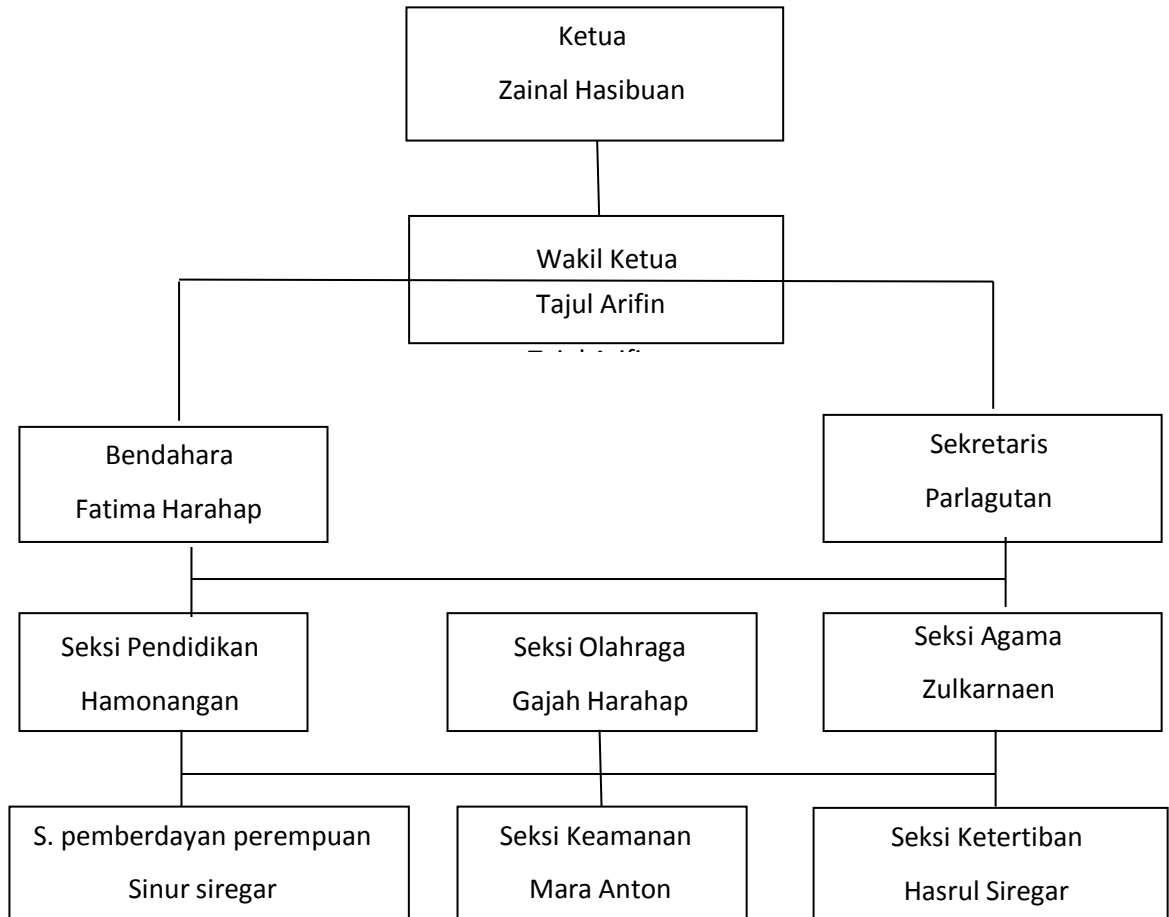 Ketua
Zainal Hasibuan
Wakil Ketua
Tajul Arifin
Bendahara
Fatima Harahap
Sekretaris
Parlagutan
Seksi Pendidikan
Hamonangan
Seksi Olahraga
Gajah Harahap
Seksi Agama
Zulkarnaen
S. pemberdayan perempuan
Sinur siregar
Seksi Keamanan
Mara Anton
Seksi Ketertiban
Hasrul Siregar